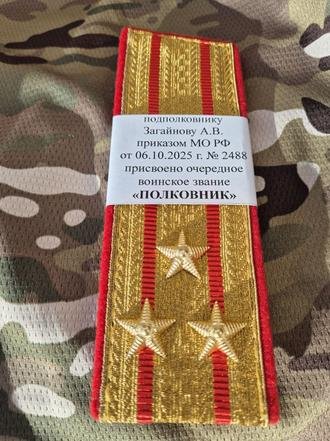 подполковнику
Загайнову А.В.
приказом МО РФ
от 06.10.2025 г. № 2488
присвоено очередное
воинское звание
«ПОЛКОВНИК»